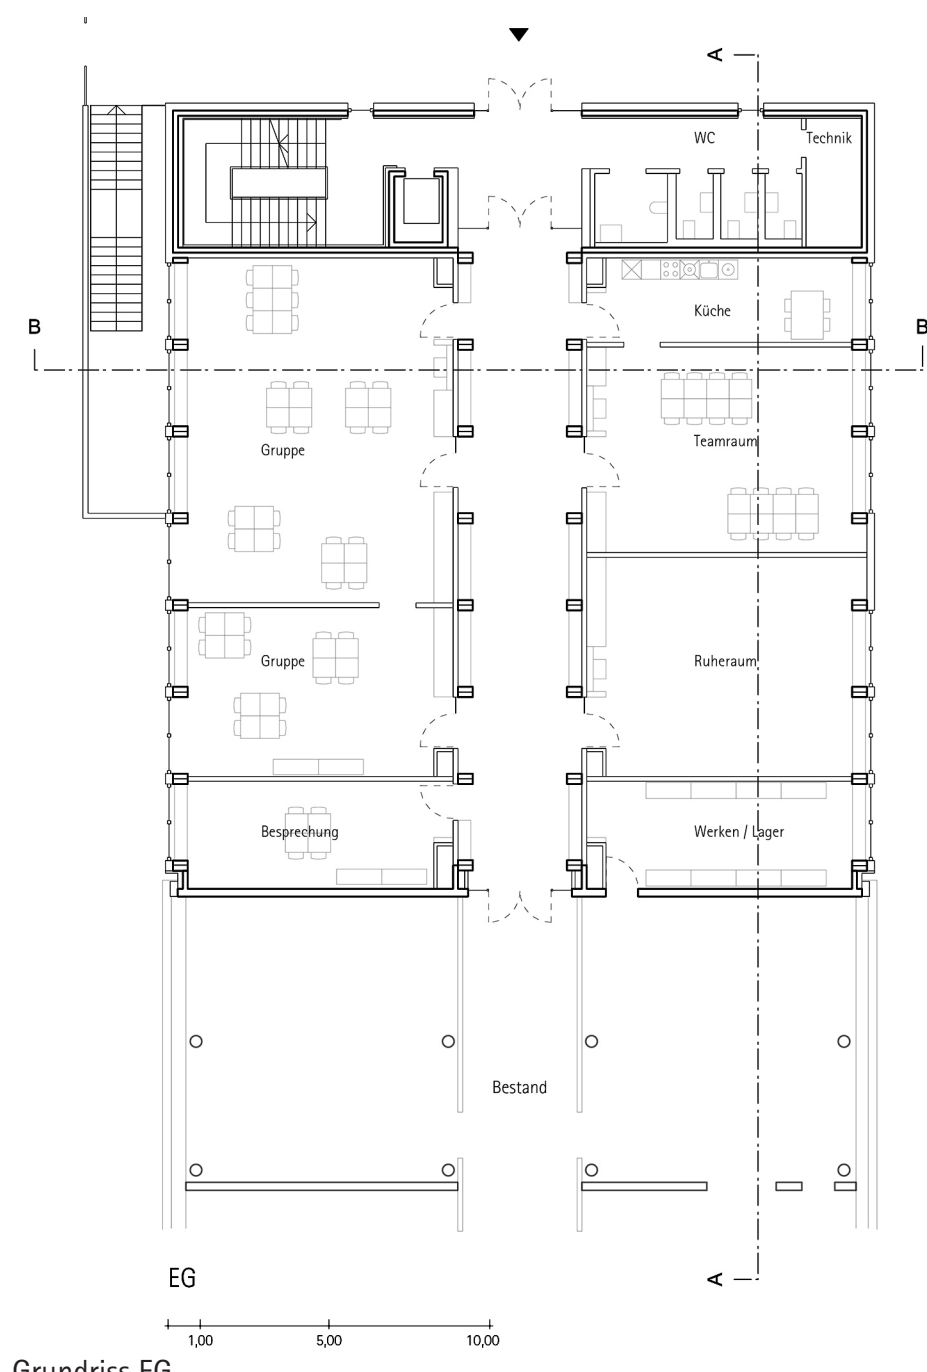 A
WC
Technik
B
B
Küche
Gruppe
Teamraum
Gruppe
Ruheraum
Besprechung
Werken / Lager
Bestand
EG
A
1,00
5,00
10,00
Grundriss EG